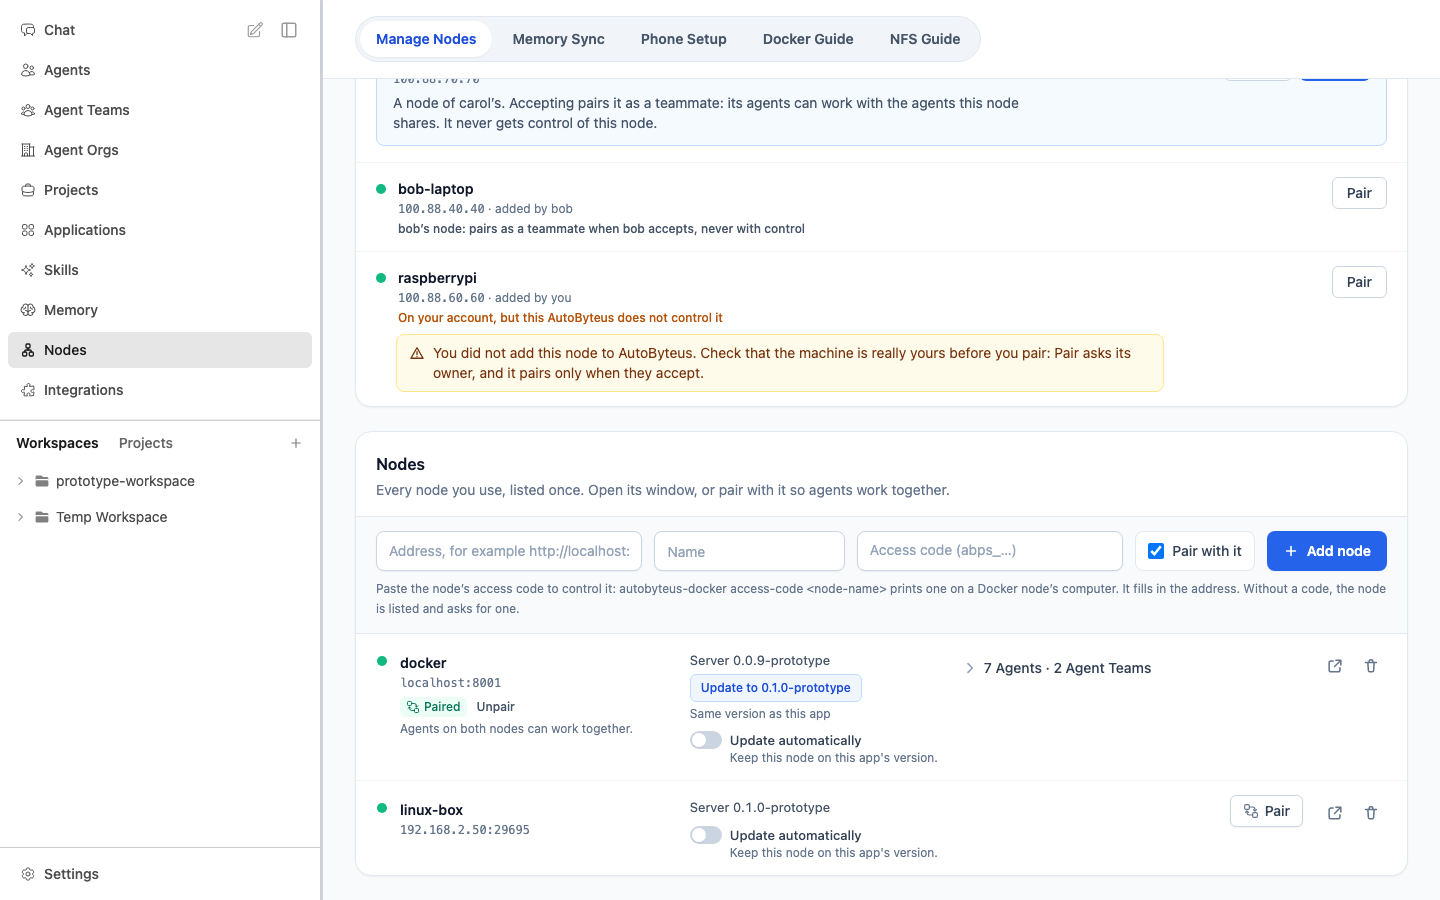 Chat
Agents
Agent Teams
Agent Orgs
Projects
Applications
Skills
Memory
Nodes
Integrations
Workspaces Projects
prototype-workspace
Temp Workspace
Settings
Manage Nodes Memory Sync Phone Setup Docker Guide NFS Guide
100.88.70.70
A node of carol's. Accepting pairs it as a teammate: its agents can work with the agents this node
shares. It never gets control of this node.
bob-laptop
100.88.40.40 · added by bob
bob's node: pairs as a teammate when bob accepts, never with control
Pair
raspberrypi
100.88.60.60 · added by you
On your account, but this AutoByteus does not control it
Pair
You did not add this node to AutoByteus. Check that the machine is really yours before you pair: Pair asks its
owner, and it pairs only when they accept.
Nodes
Every node you use, listed once. Open its window, or pair with it so agents work together.
Address, for example http://localhost: Name Access code (abps_…) Pair with it Add node
Paste the node's access code to control it: autobyteus-docker access-code <node-name> prints one on a Docker node's computer. It fills in the address. Without a code, the node
is listed and asks for one.
docker
localhost:8001
Paired Unpair
Agents on both nodes can work together.
Server 0.0.9-prototype
Update to 0.1.0-prototype
Same version as this app
Update automatically
Keep this node on this app's version.
7 Agents · 2 Agent Teams
linux-box
192.168.2.50:29695
Server 0.1.0-prototype
Update automatically
Keep this node on this app's version.
Pair